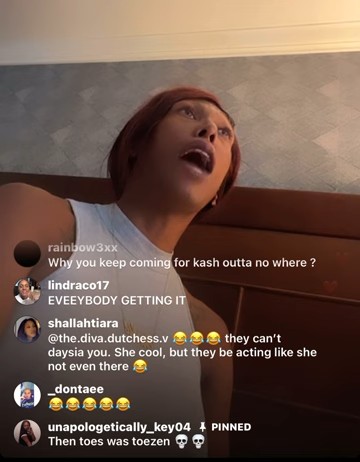 rainbow3xx
Why you keep coming for kash outta no where ?
lindraco17
EVEEYBODY GETTING IT
shallahtiara
@the.diva.dutchess.v 😂😂😂 they can't
daysia you. She cool, but they be acting like she
not even there 😂
_dontaee
😂😂😂😂😂
unapologetically_key04 📌 PINNED
Then toes was toezen 💀💀